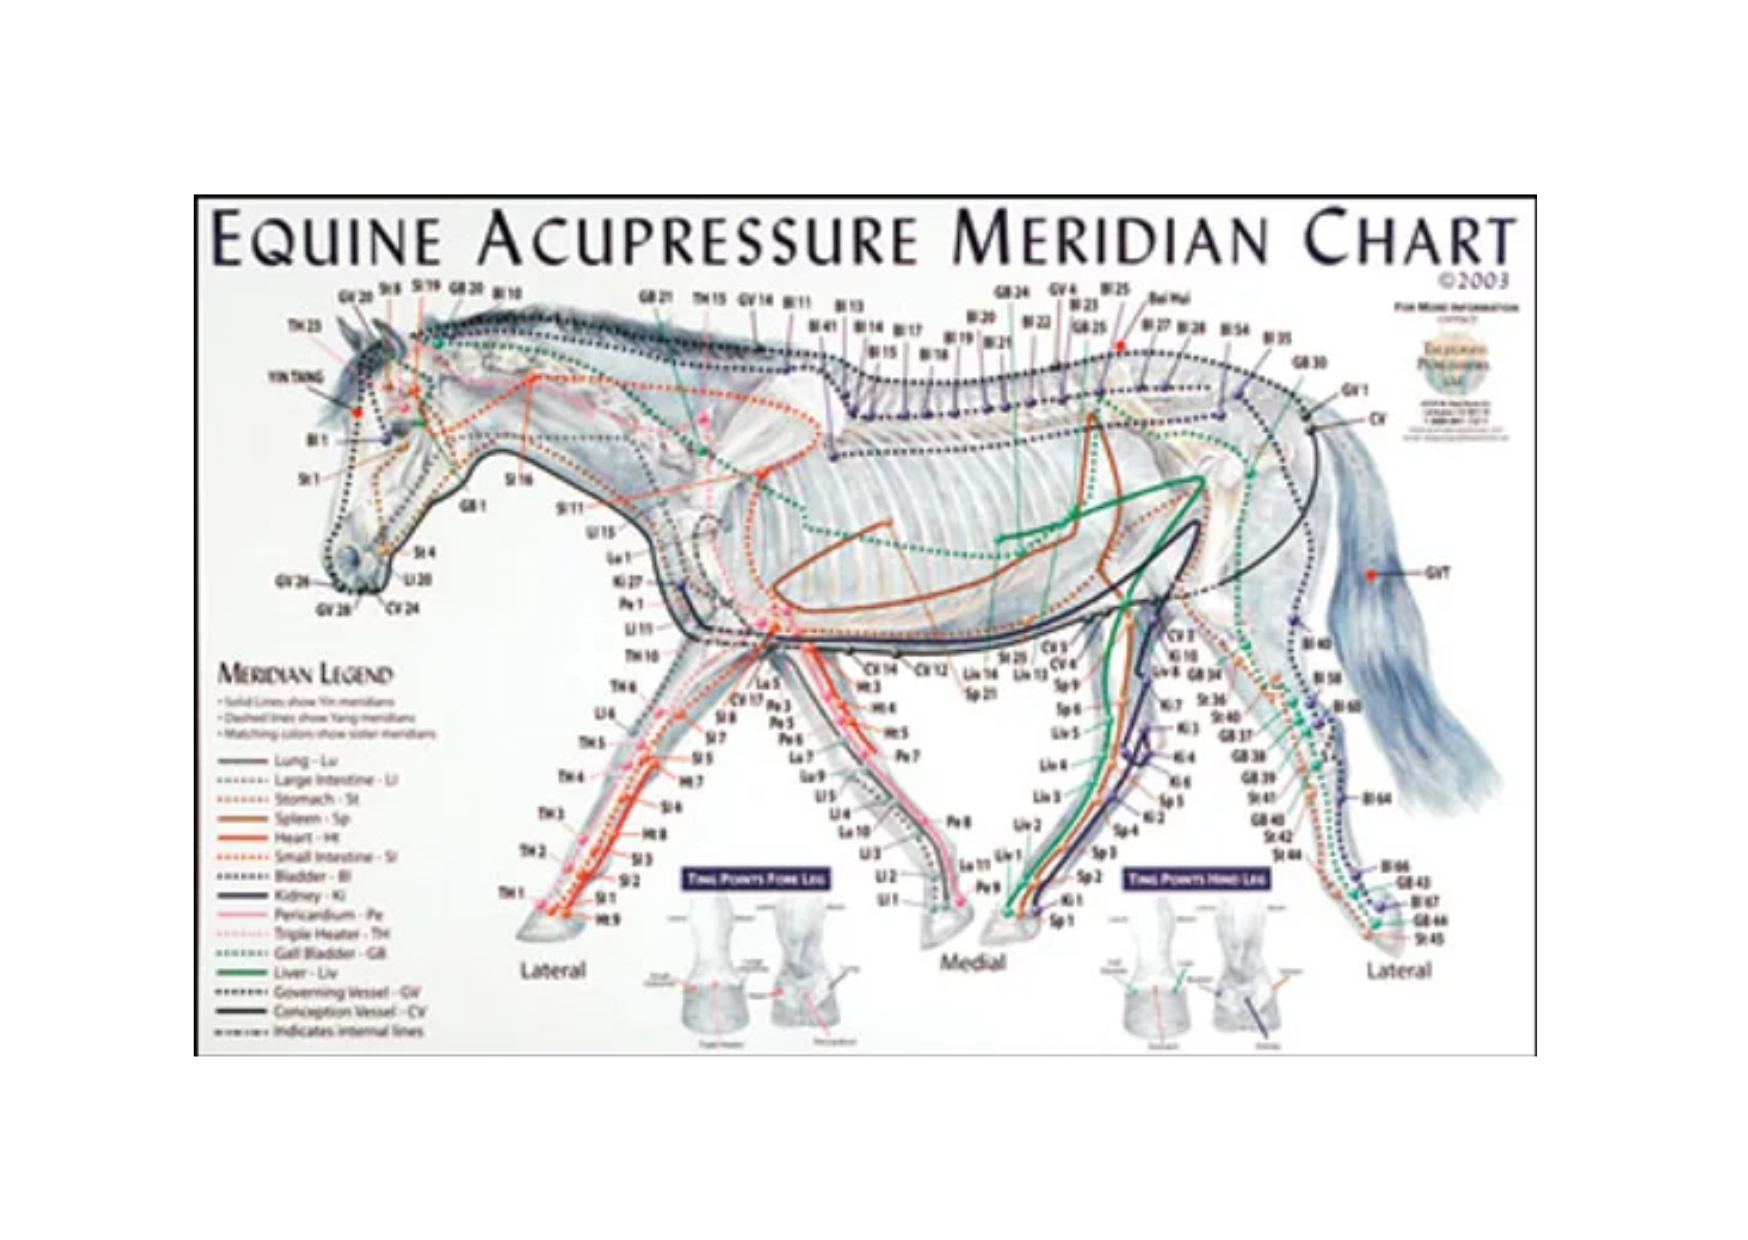 EQUINE ACUPRESSURE MERIDIAN CHART
©2003
FOR MORE INFORMATION
CONTACT
St 8
SI 19
GB 20
Bl 10
GV 20
TH 23
YIN TANG
Bl 1
St 1
GB 21
TH 15
GV 14
Bl 11
Bl 13
Bl 41
Bl 14
Bl 15
Bl 17
Bl 18
Bl 19
Bl 20
Bl 21
GB 24
Bl 22
GV 4
Bl 23
GB 25
Bl 25
Bai Hui
Bl 27
Bl 28
Bl 54
Bl 35
GB 30
GV 1
CV
GVT
GB 1
SI 16
SI 11
LI 15
Lu 1
Ki 27
Pe 1
LI 11
TH 10
St 4
LI 20
GV 26
GV 28
CV 24
CV 14
CV 12
Liv 14
Sp 21
St 25
Liv 13
CV 5
CV 4
Sp 9
CV 3
Ki 10
Liv 8
GB 34
Bl 40
MERIDIAN LEGEND
• Solid Lines show Yin meridians
• Dashed lines show Yang meridians
• Matching colors show sister meridians
Lung - Lu
Large Intestine - LI
Stomach - St
Spleen - Sp
Heart - Ht
Small Intestine - SI
Bladder - Bl
Kidney - Ki
Pericardium - Pe
Triple Heater - TH
Gall Bladder - GB
Liver - Liv
Governing Vessel - GV
Conception Vessel - CV
Indicates internal lines
TH 6
LI 6
TH 5
TH 4
TH 3
TH 2
TH 1
Lu 5
CV 17
SI 8
SI 7
SI 5
Ht 7
SI 4
Ht 8
SI 3
SI 2
SI 1
Ht 9
Pe 3
Pe 5
Pe 6
Lu 7
Lu 9
LI 5
LI 4
Lu 10
LI 3
LI 2
LI 1
Ht 3
Ht 4
Ht 5
Pe 7
Pe 8
Lu 11
Pe 9
Sp 6
Liv 5
Liv 4
Liv 3
Liv 2
Liv 1
Ki 7
Ki 3
Ki 4
Ki 6
Sp 5
Ki 2
Sp 4
Sp 3
Sp 2
Ki 1
Sp 1
St 36
St 40
GB 37
GB 38
GB 39
St 41
GB 40
St 42
St 44
Bl 58
Bl 60
Bl 64
Bl 66
GB 43
Bl 67
GB 44
St 45
TING POINTS FORE LEG
TING POINTS HIND LEG
Lateral
Medial
Lateral